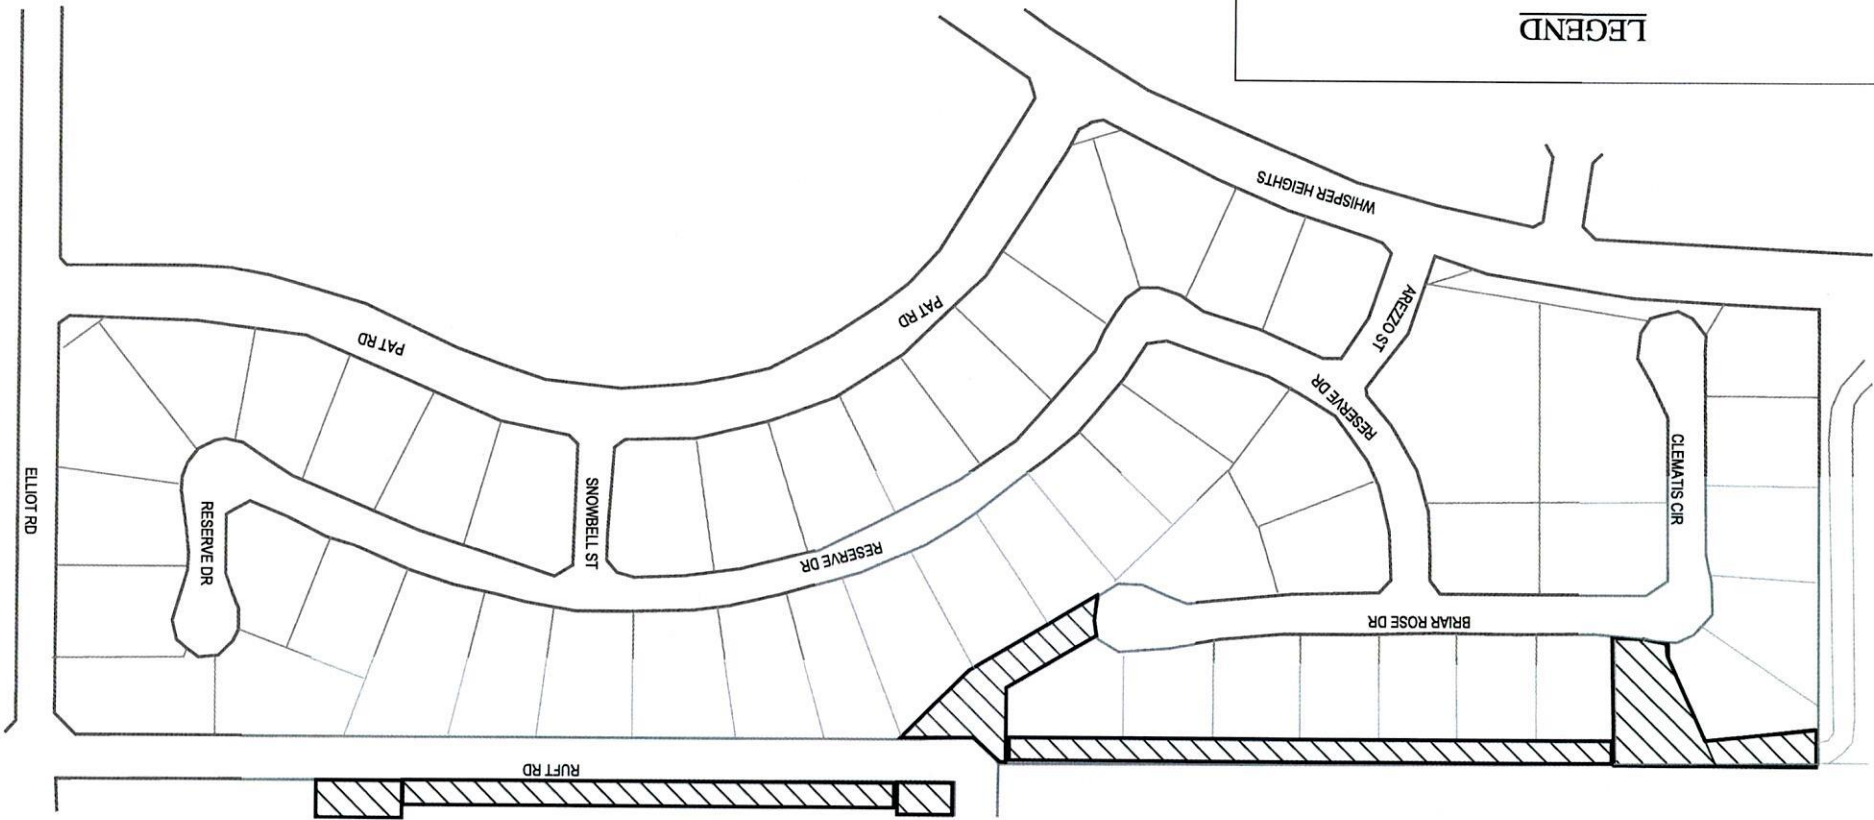 LEGEND
WHISPER HEIGHTS
AREZZO ST
PAT RD
PAT RD
RESERVE DR
CLEMATIS CIR
ELLIOT RD
RESERVE DR
SNOWBELL ST
RESERVE DR
BRIAR ROSE DR
RUFT RD